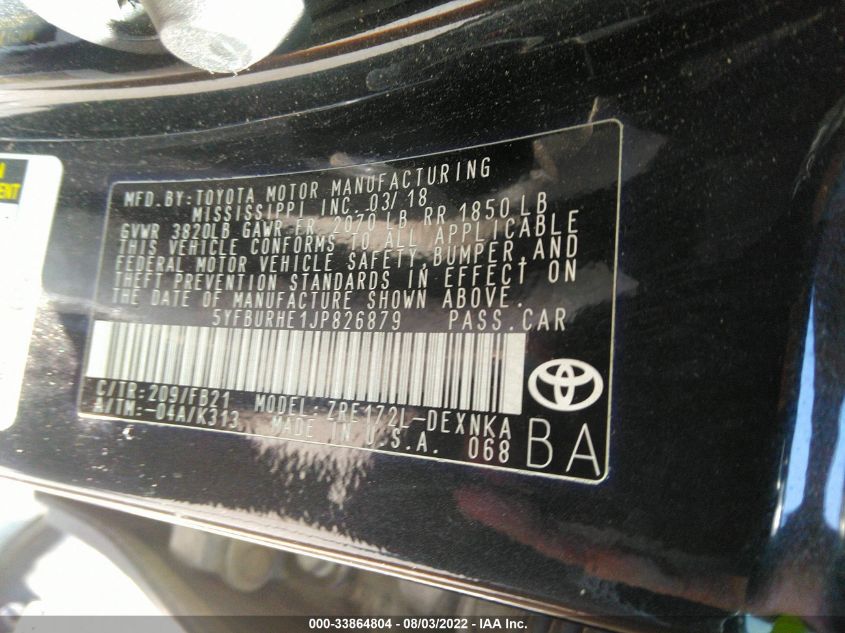 MFD. BY: TOYOTA MOTOR MANUFACTURING
MISSISSIPPI INC. 03/18
GVWR 3820LB GAWR FR. 2070 LB RR 1850 LB
THIS VEHICLE CONFORMS TO ALL APPLICABLE
FEDERAL MOTOR VEHICLE SAFETY, BUMPER, AND
THEFT PREVENTION STANDARDS IN EFFECT ON
THE DATE OF MANUFACTURE SHOWN ABOVE.
5YFBURHE1JP826879 PASS. CAR
C/TR: 209/FB21 MODEL: ZRE172L-DEXNKA
A/TM: -04A/K313 MADE IN U.S.A. 068
BA
000-33864804 @ 08/03/2022 @ IAA Inc.